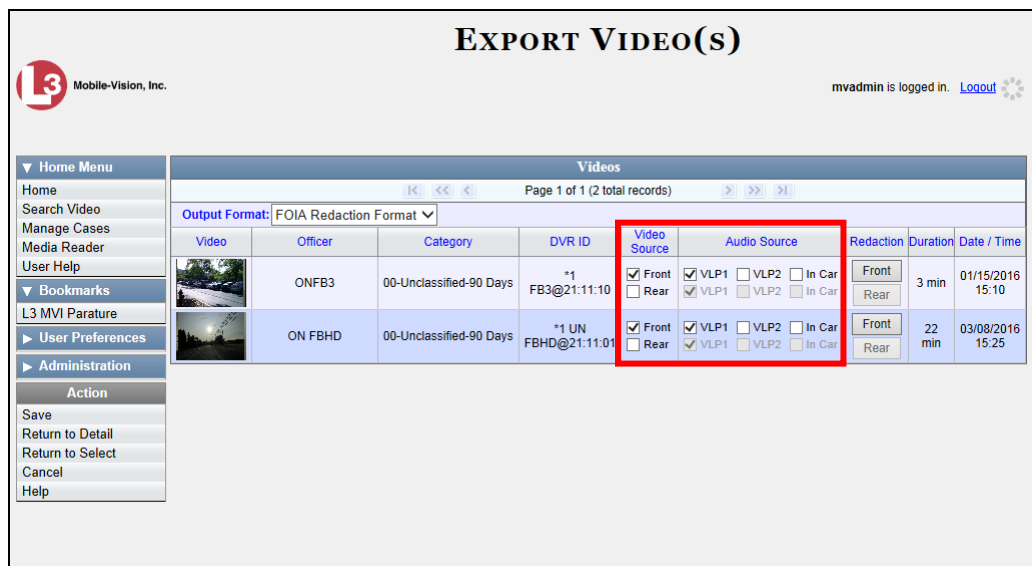 EXPORT VIDEO(S)
L3 Mobile-Vision, Inc.
mvadmin is logged in. Logout
▼ Home Menu
Home
Search Video
Manage Cases
Media Reader
User Help
▼ Bookmarks
L3 MVI Parature
▶ User Preferences
▶ Administration
Action
Save
Return to Detail
Return to Select
Cancel
Help
Videos
Page 1 of 1 (2 total records)
Output Format: FOIA Redaction Format
Video Officer Category DVR ID Video Source Audio Source Redaction Duration Date / Time
ONFB3 00-Unclassified-90 Days *1 FB3@21:11:10 Front VLP1 VLP2 In Car Front 3 min 01/15/2016 15:10
Rear VLP1 VLP2 In Car Rear
ON FBHD 00-Unclassified-90 Days *1 UN FBHD@21:11:01 Front VLP1 VLP2 In Car Front 22 min 03/08/2016 15:25
Rear VLP1 VLP2 In Car Rear